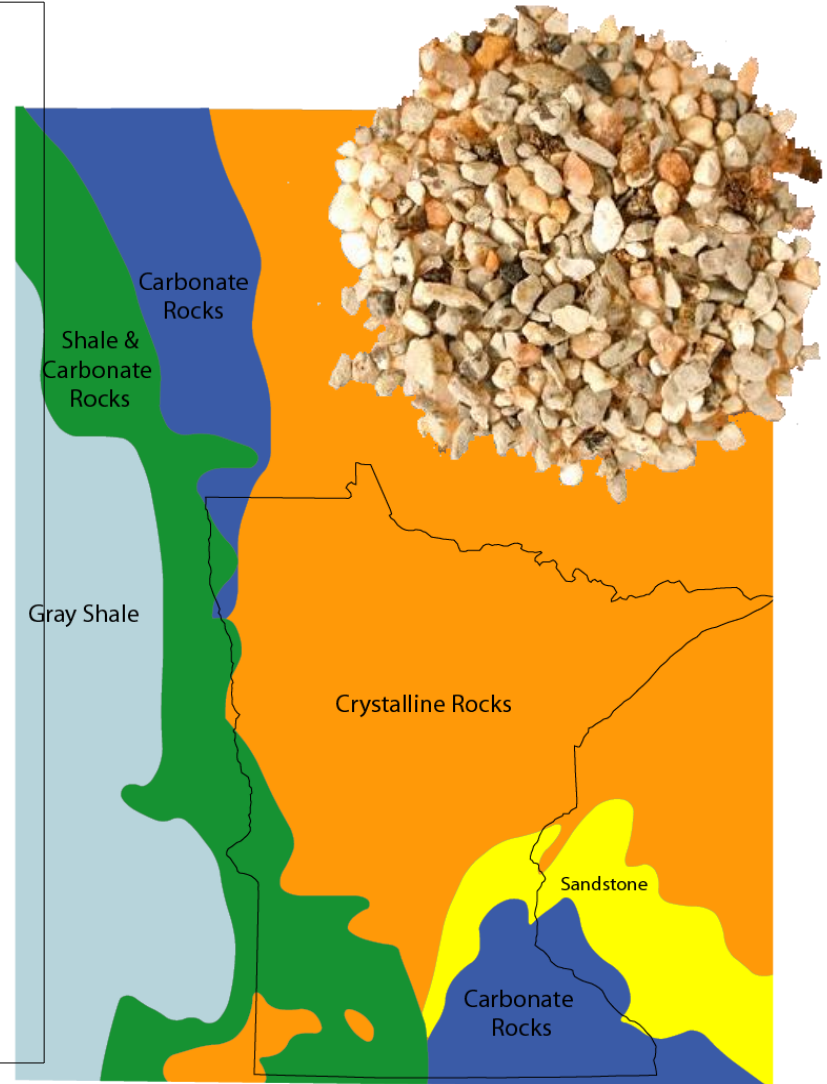 Carbonate
Rocks
Shale &
Carbonate
Rocks
Gray Shale
Crystalline Rocks
Sandstone
Carbonate
Rocks